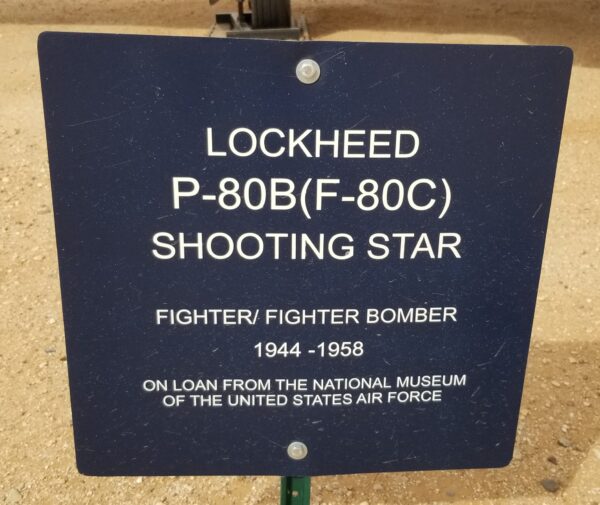 LOCKHEED
P-80B(F-80C)
SHOOTING STAR
FIGHTER/ FIGHTER BOMBER
1944 -1958
ON LOAN FROM THE NATIONAL MUSEUM
OF THE UNITED STATES AIR FORCE